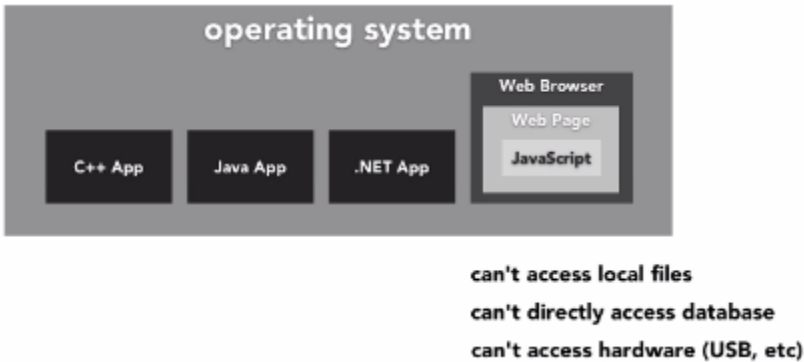 operating system
Web Browser
Web Page
JavaScript
C++ App
Java App
.NET App
can't access local files
can't directly access database
can't access hardware (USB, etc)